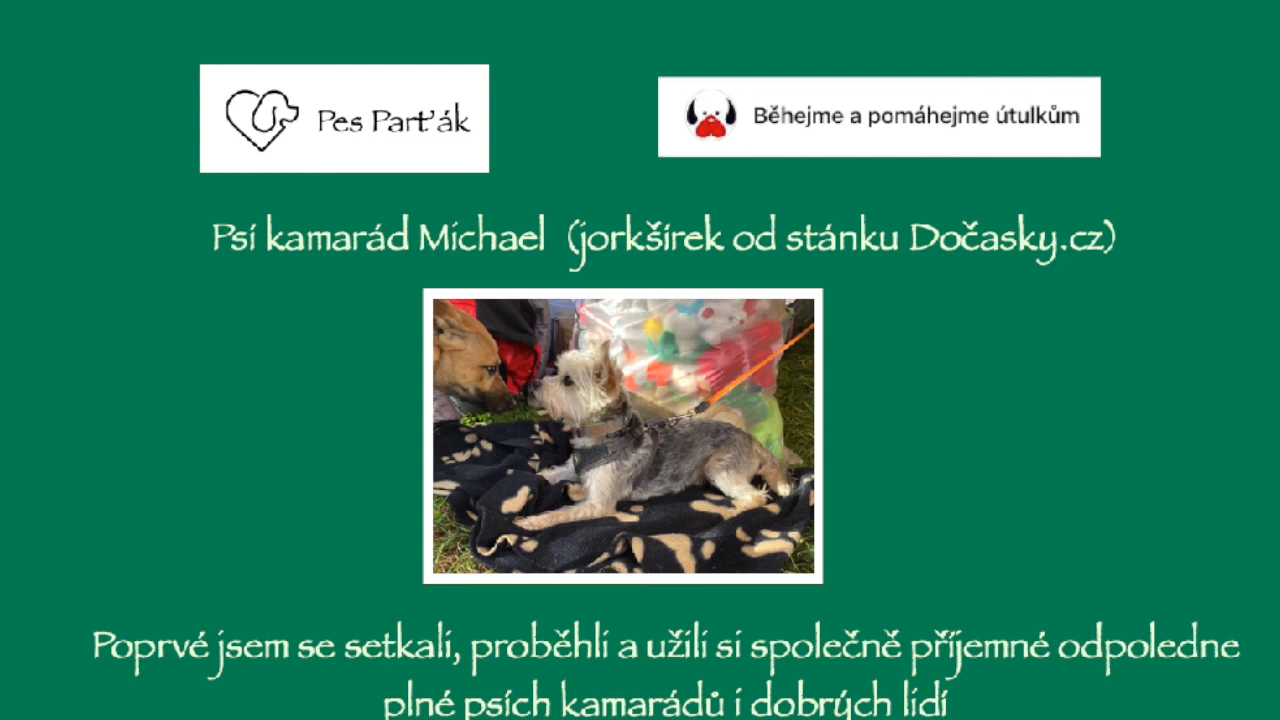 Pes Parťák
Běhejme a pomáhejme útulkům
Psí kamarád Michael (jorkšírek od stánku Dočasky.cz)
Poprvé jsem se setkali, proběhli a užili si společně příjemné odpoledne
plné psích kamarádů i dobrých lidí